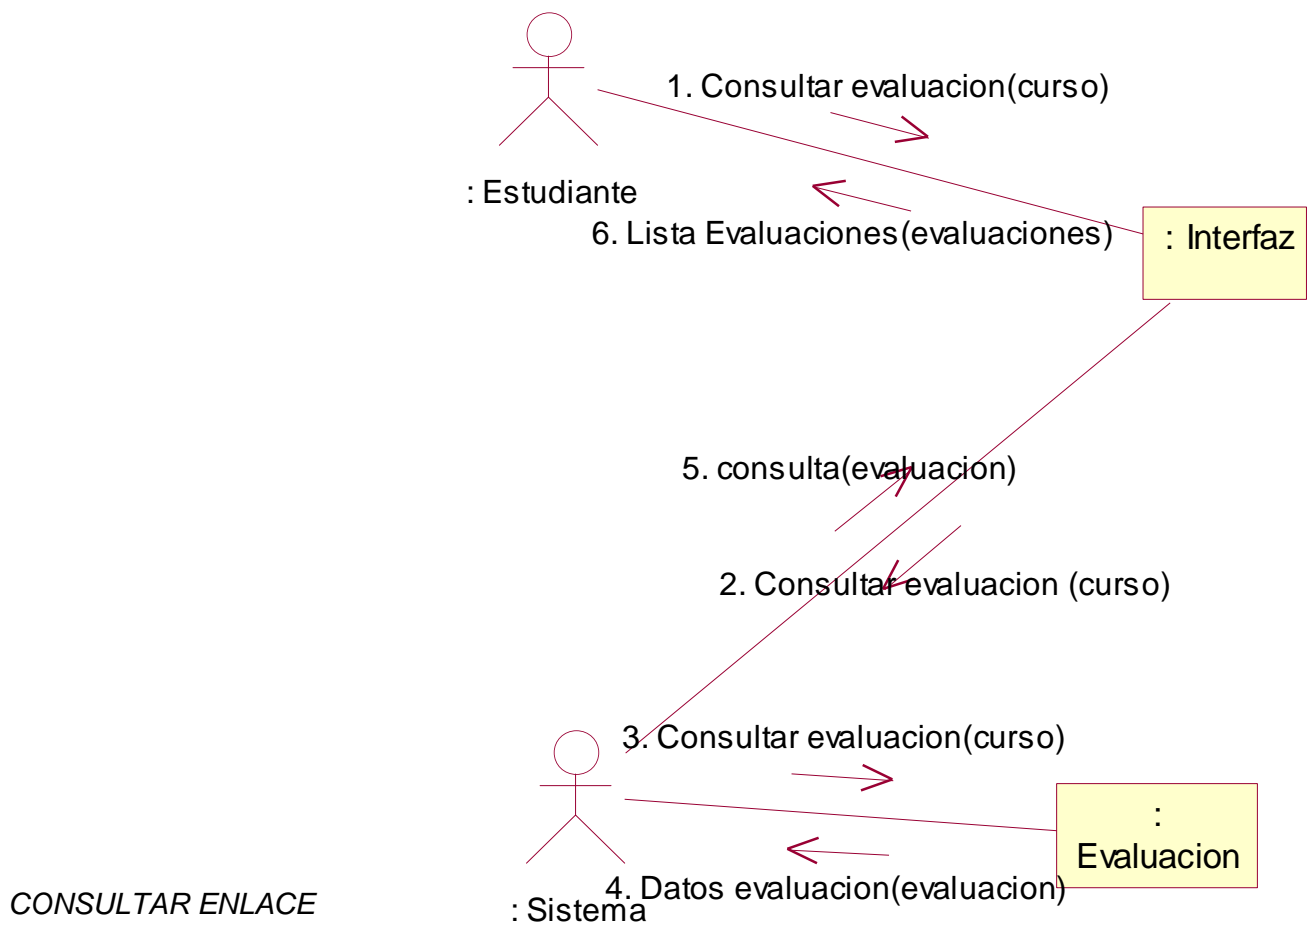 1. Consultar evaluacion(curso)
: Estudiante
6. Lista Evaluaciones(evaluaciones)
: Interfaz
5. consulta(evaluacion)
2. Consultar evaluacion (curso)
3. Consultar evaluacion(curso)
:
Evaluacion
4. Datos evaluacion(evaluacion)
: Sistema
CONSULTAR ENLACE